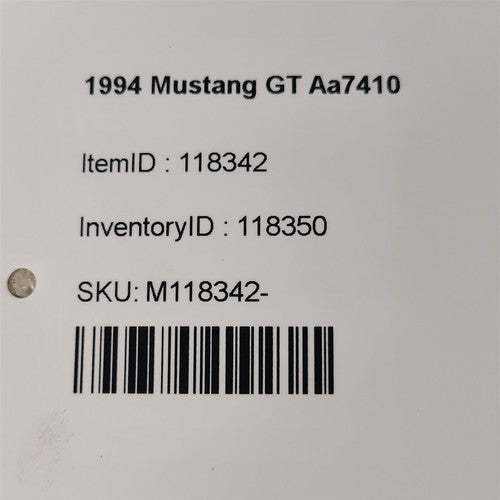 1994 Mustang GT Aa7410
ItemID : 118342
InventoryID : 118350
SKU: M118342-